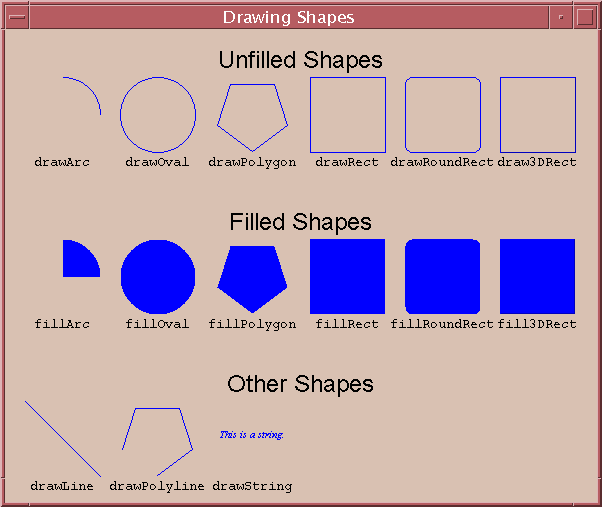 Drawing Shapes
Unfilled Shapes
drawArc drawOval drawPolygon drawRect drawRoundRect draw3DRect
Filled Shapes
fillArc fillOval fillPolygon fillRect fillRoundRect fill3DRect
Other Shapes
This is a string.
drawLine drawPolyline drawString